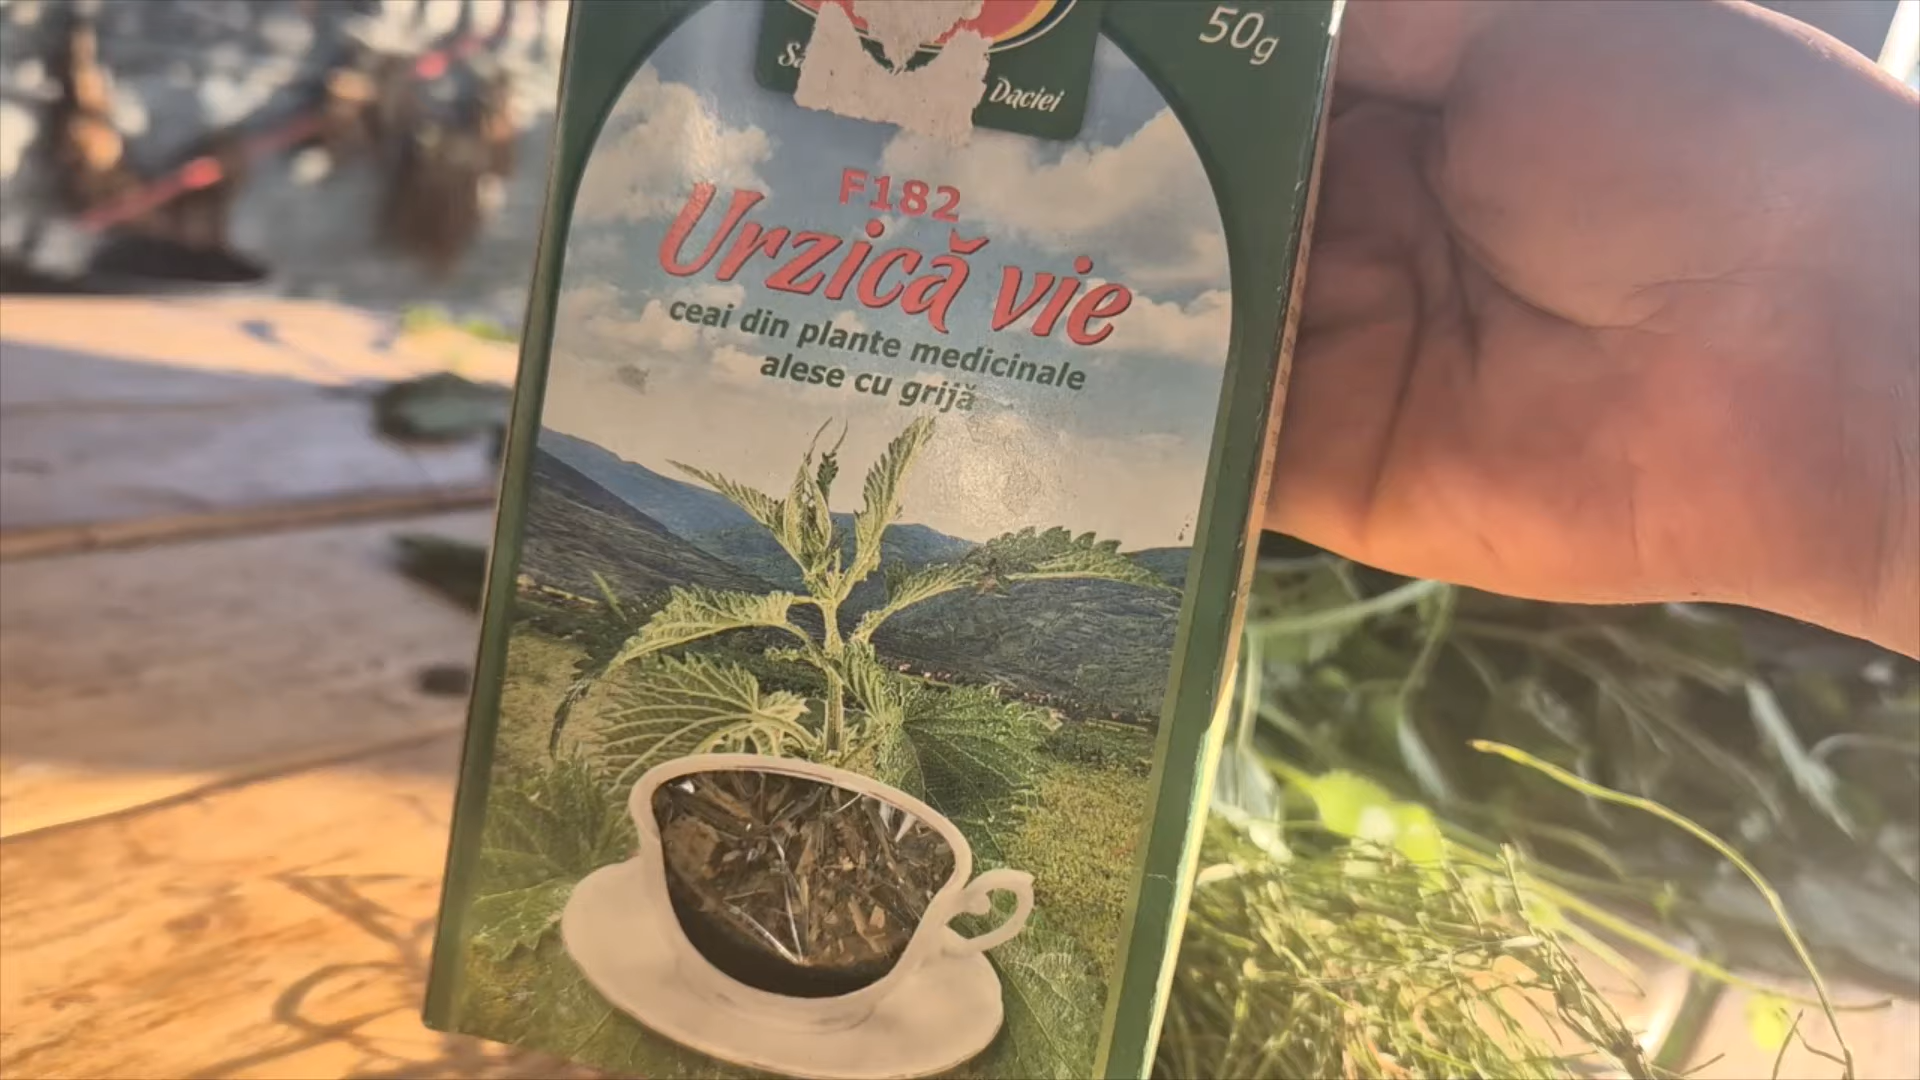 50g
Daciei
F182
Urzică vie
ceai din plante medicinale
alese cu grijă